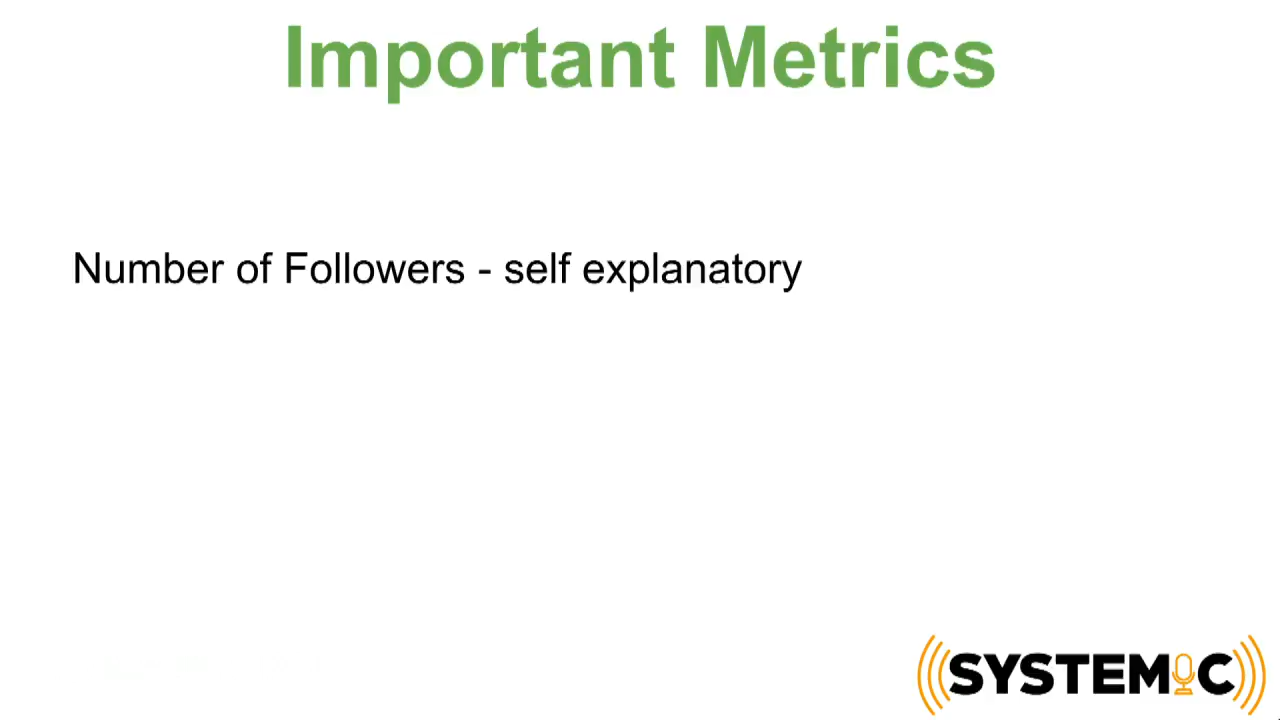 Important Metrics
Number of Followers - self explanatory
SYSTEMIC